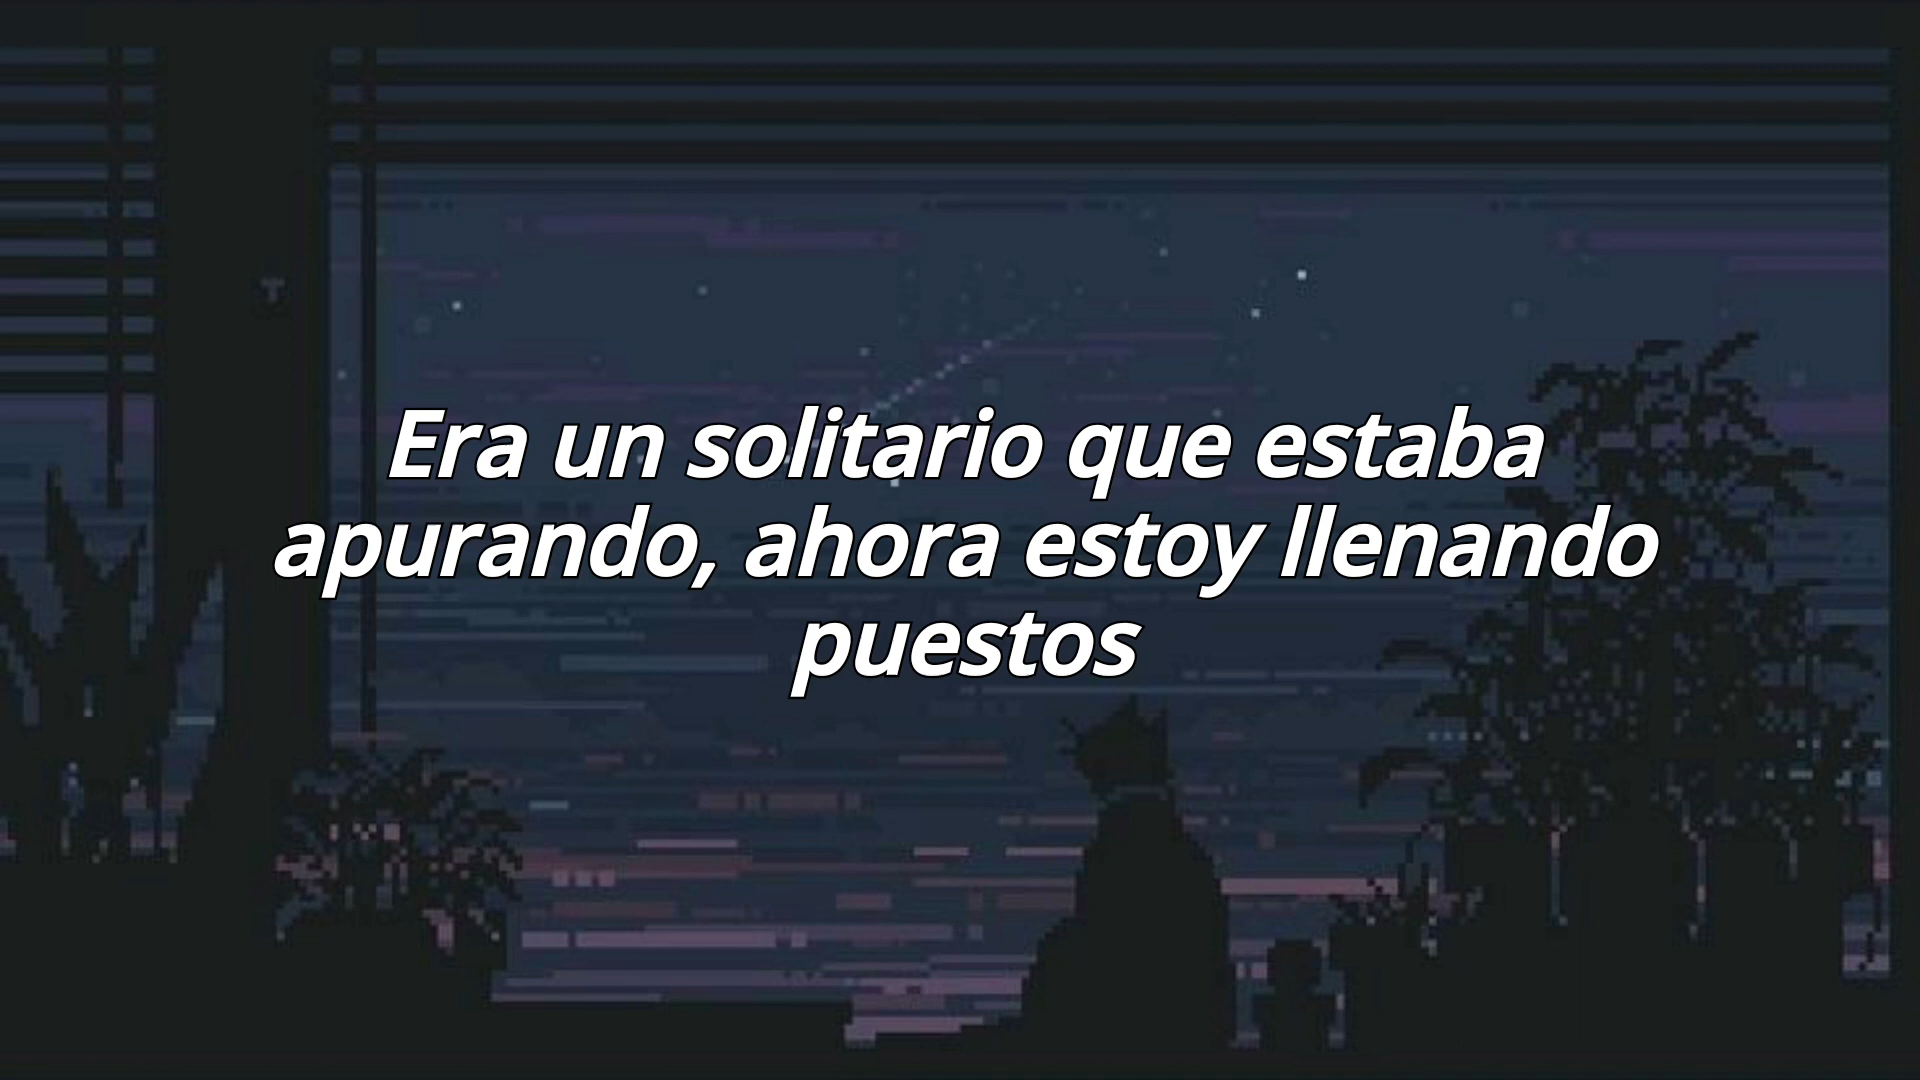 Era un solitario que estaba
apurando, ahora estoy llenando
puestos